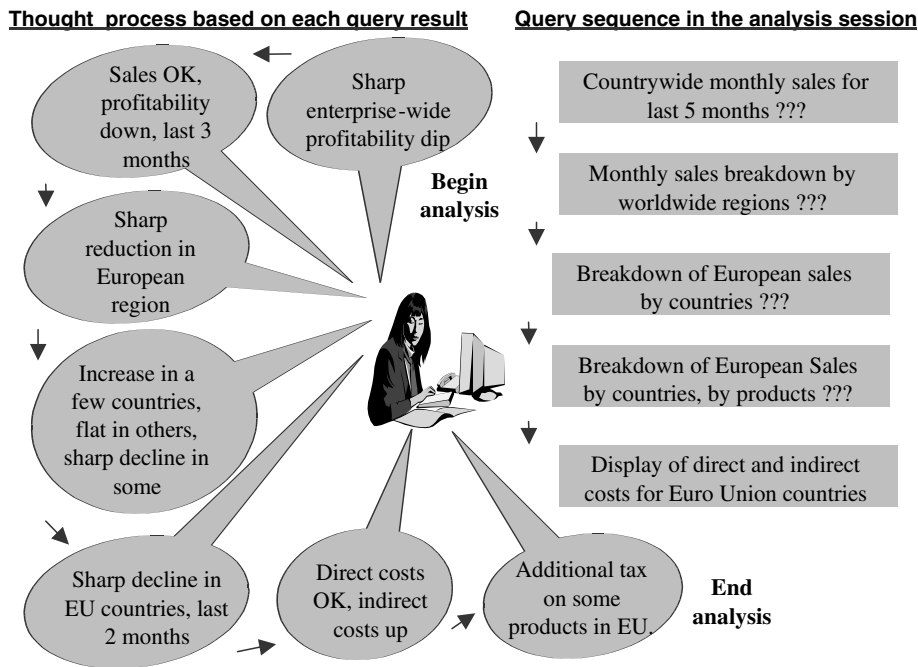 Thought process based on each query result
Query sequence in the analysis session
Sharp
enterprise-wide
profitability dip
Begin
analysis
Sales OK,
profitability
down, last 3
months
Sharp
reduction in
European
region
Increase in a
few countries,
flat in others,
sharp decline in
some
Sharp decline in
EU countries, last
2 months
Direct costs
OK, indirect
costs up
Additional tax
on some
products in EU.
End
analysis
Countrywide monthly sales for
last 5 months ???
Monthly sales breakdown by
worldwide regions ???
Breakdown of European sales
by countries ???
Breakdown of European Sales
by countries, by products ???
Display of direct and indirect
costs for Euro Union countries